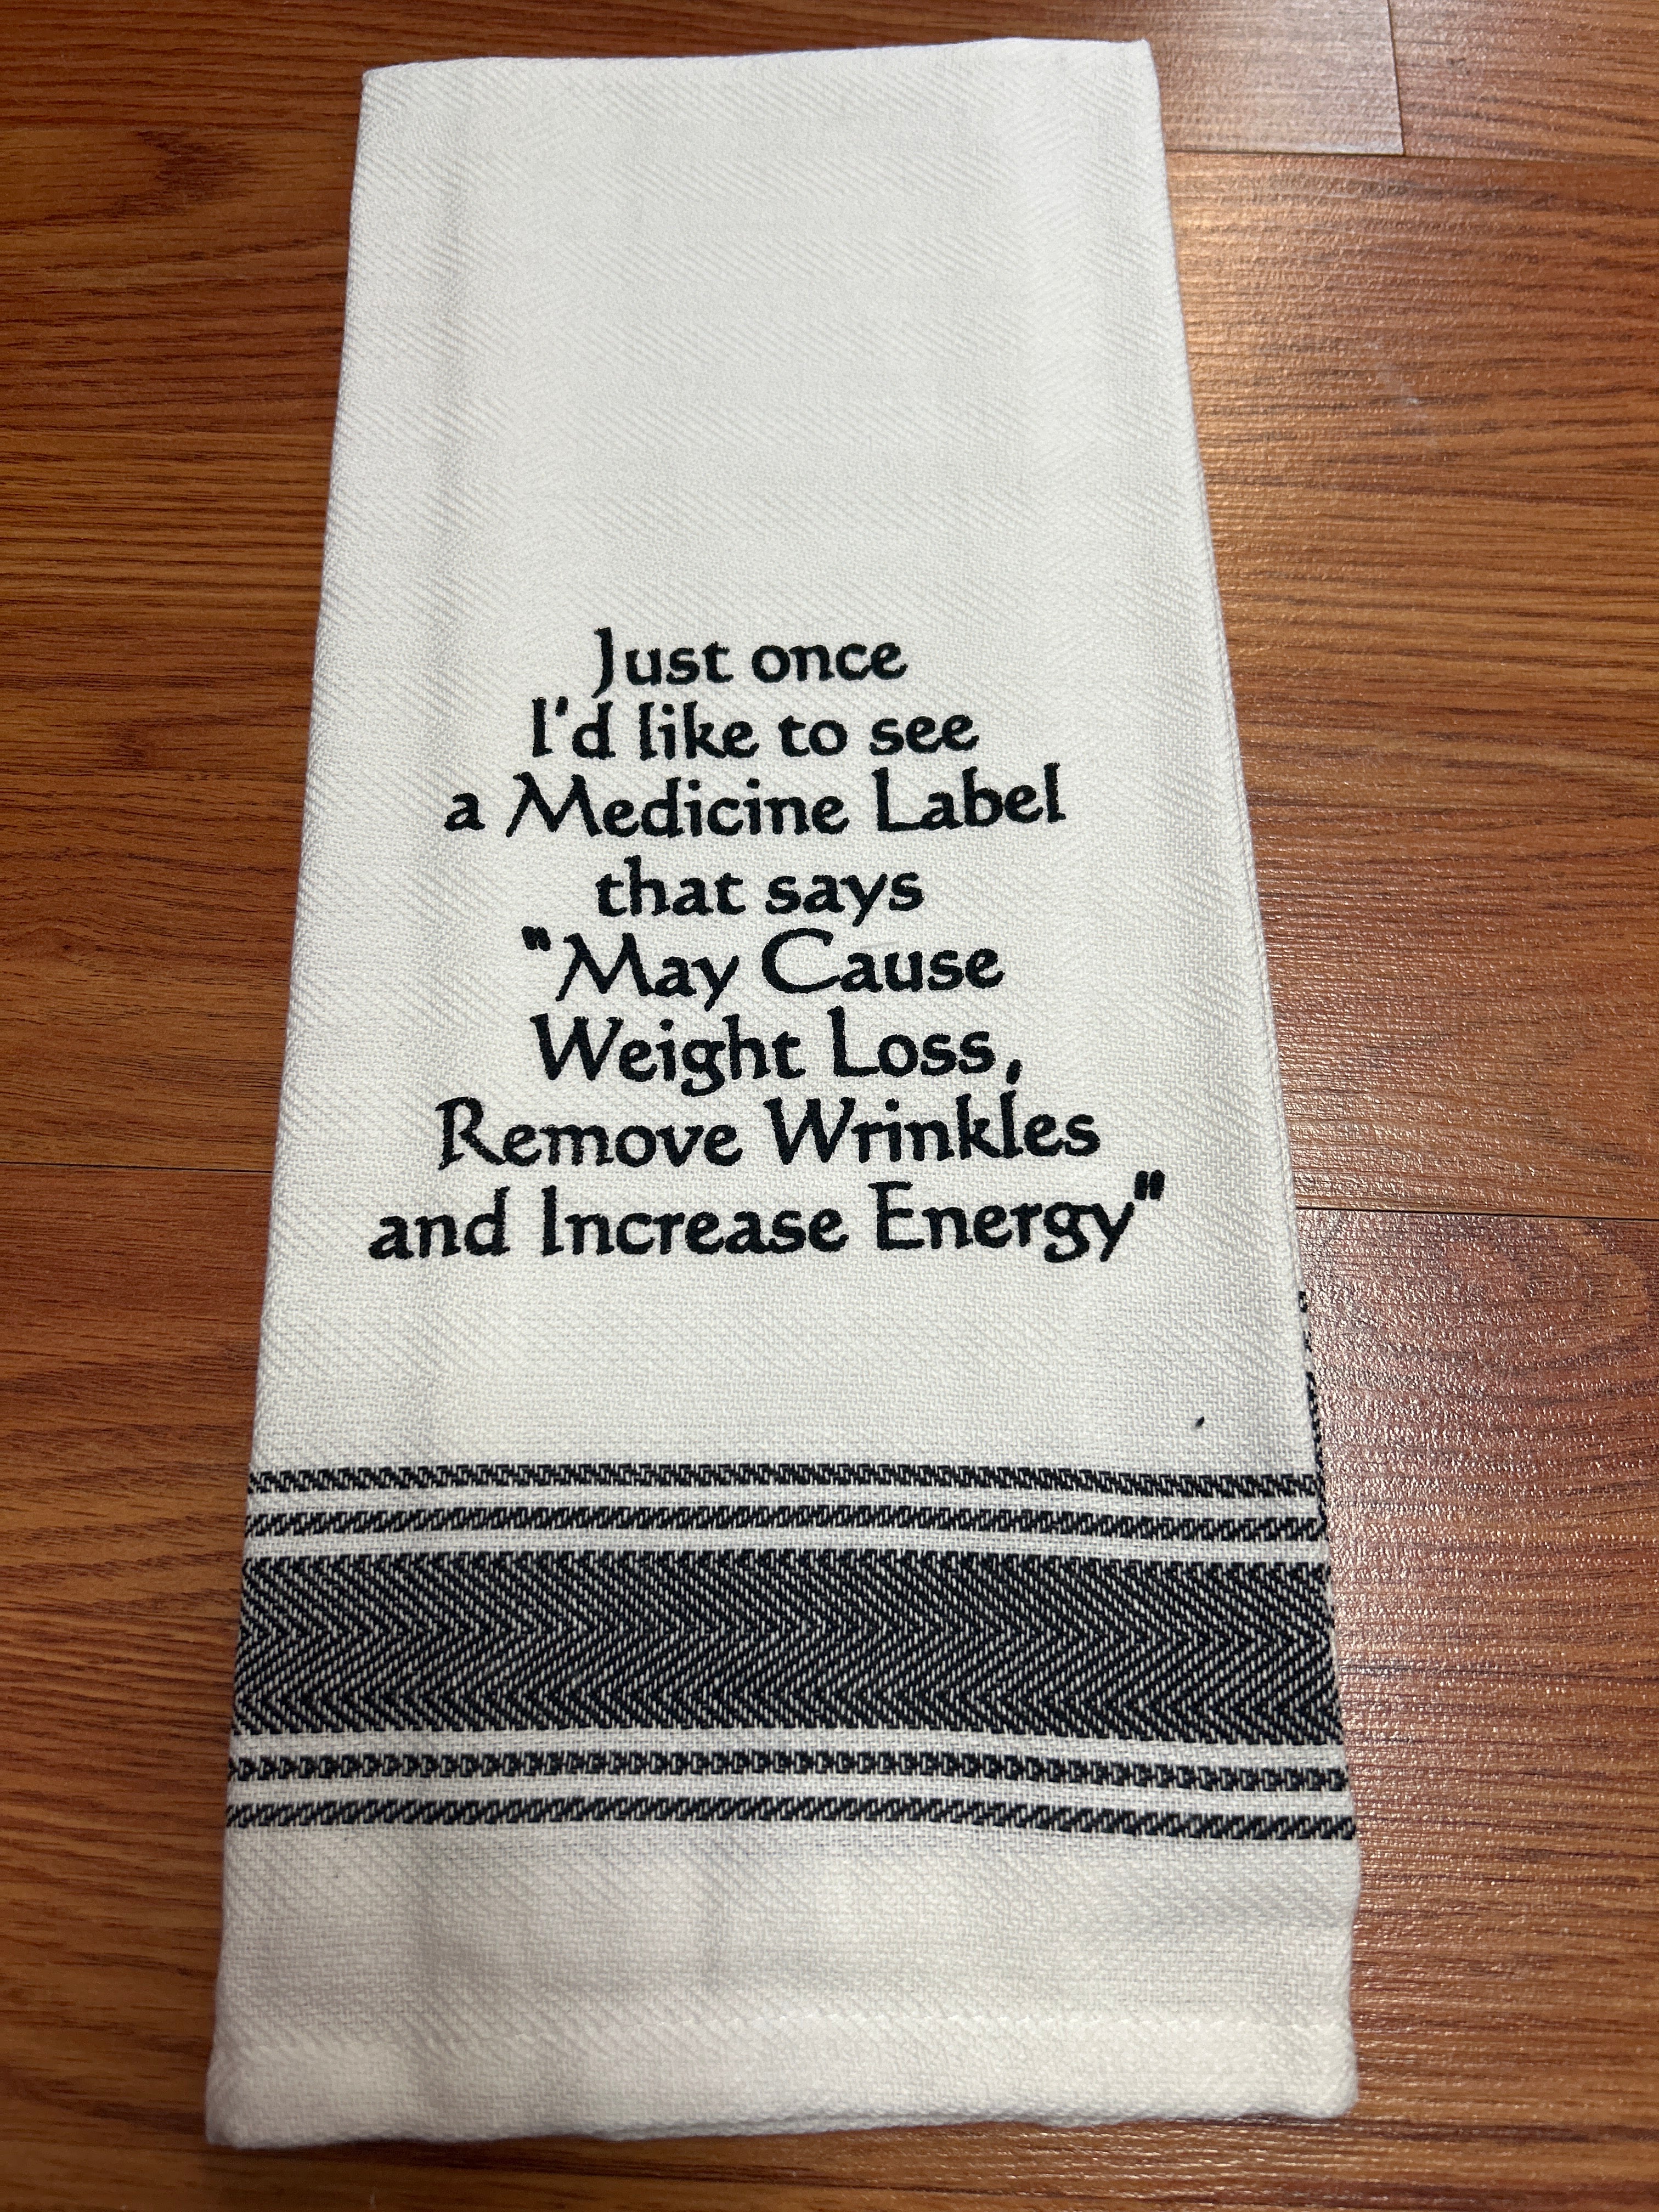 Just once
I'd like to see
a Medicine Label
that says
"May Cause
Weight Loss,
Remove Wrinkles
and Increase Energy"